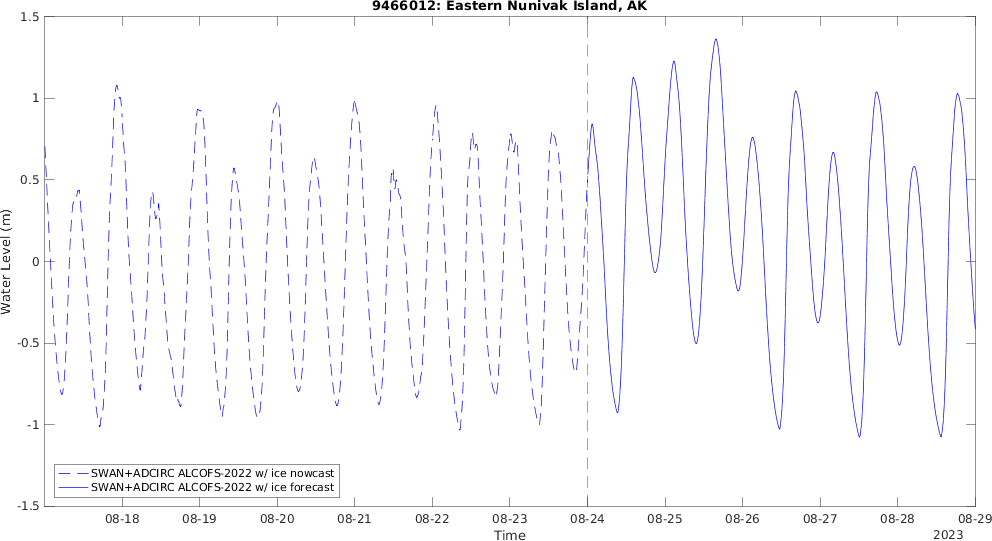 9466012: Eastern Nunivak Island, AK
1.5
1
0.5
0
-0.5
-1
-1.5
Water Level (m)
SWAN+ADCIRC ALCOFS-2022 w/ ice nowcast
SWAN+ADCIRC ALCOFS-2022 w/ ice forecast
08-18 08-19 08-20 08-21 08-22 08-23 08-24 08-25 08-26 08-27 08-28 08-29
Time
2023